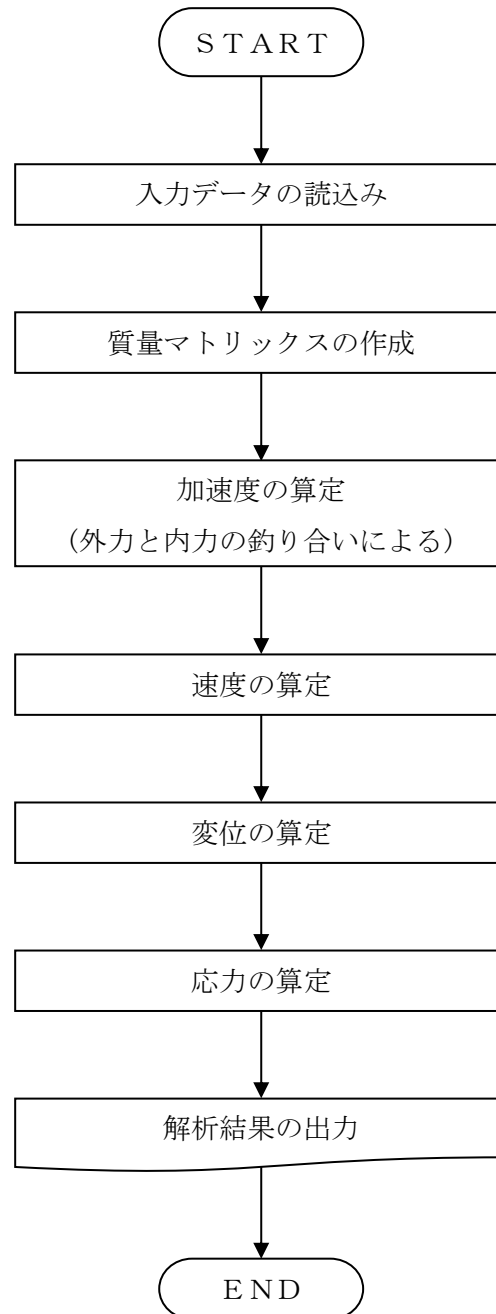 ＳＴＡＲＴ
入力データの読込み
質量マトリックスの作成
加速度の算定
（外力と内力の釣り合いによる）
速度の算定
変位の算定
応力の算定
解析結果の出力
ＥＮＤ